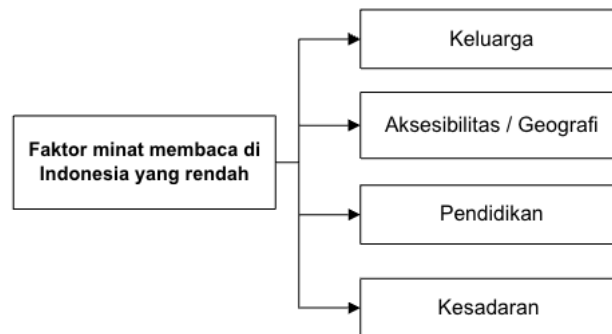 Faktor minat membaca di
Indonesia yang rendah
Keluarga
Aksesibilitas / Geografi
Pendidikan
Kesadaran